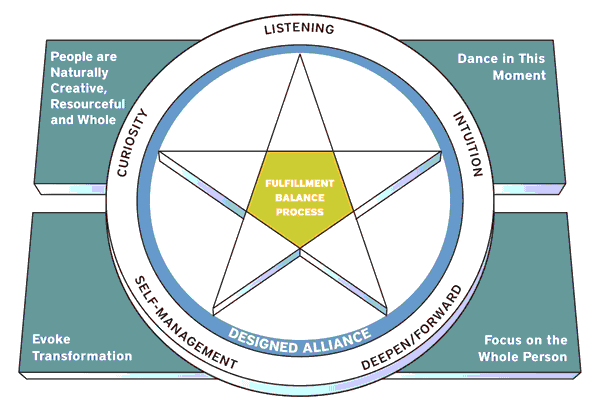 LISTENING
People are
Naturally
Creative,
Resourceful
and Whole
Dance in This
Moment
CURIOSITY
INTUITION
FULFILLMENT
BALANCE
PROCESS
SELF-MANAGEMENT
DEEPEN/FORWARD
DESIGNED ALLIANCE
Evoke
Transformation
Focus on the
Whole Person